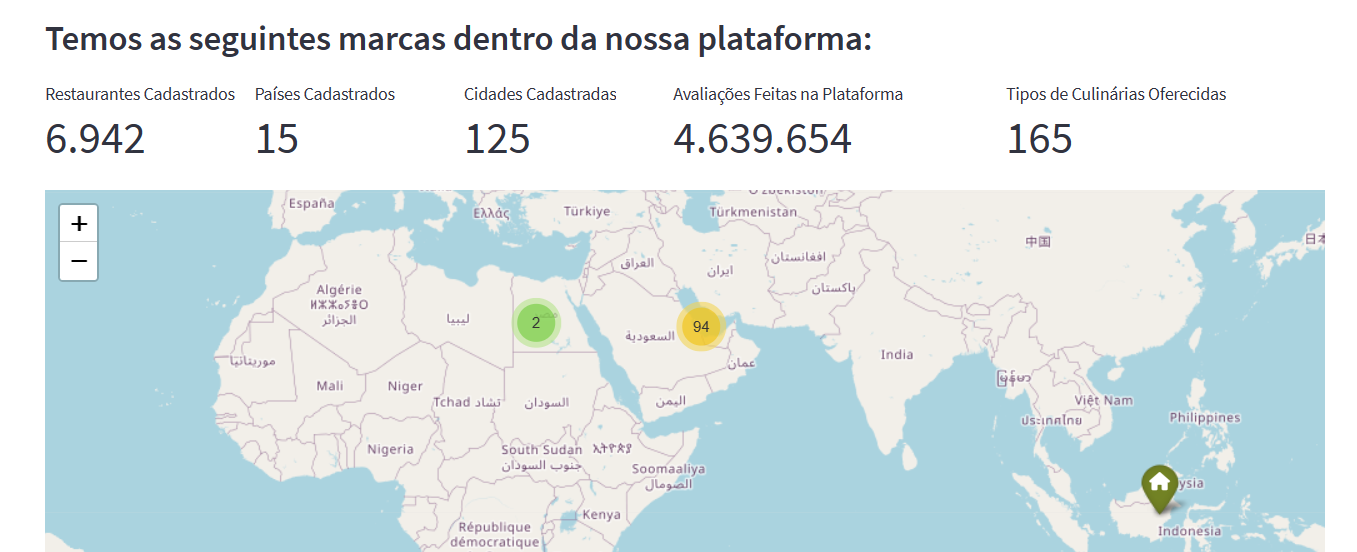 Temos as seguintes marcas dentro da nossa plataforma:
Restaurantes Cadastrados
Países Cadastrados
Cidades Cadastradas
Avaliações Feitas na Plataforma
Tipos de Culinárias Oferecidas
6.942
15
125
4.639.654
165
+
−
España
Ελλάς
Türkiye
Türkmenistan
中国
日本
العراق
ایران
افغانستان
پاکستان
Algérie
ⵍⵣⵣⴰⵢⴻⵔ
الجزائر
ليبيا
2
94
السعودية
عمان
India
موريتانيا
Mali
Niger
Tchad تشاد
السودان
اليمن
မြန်မာ
Việt Nam
ประเทศไทย
Philippines
Nigeria
South Sudan
جنوب السودان
ኢትዮጵያ
Soomaaliya
الصومال
Kenya
République
démocratique
ysia
Indonesia